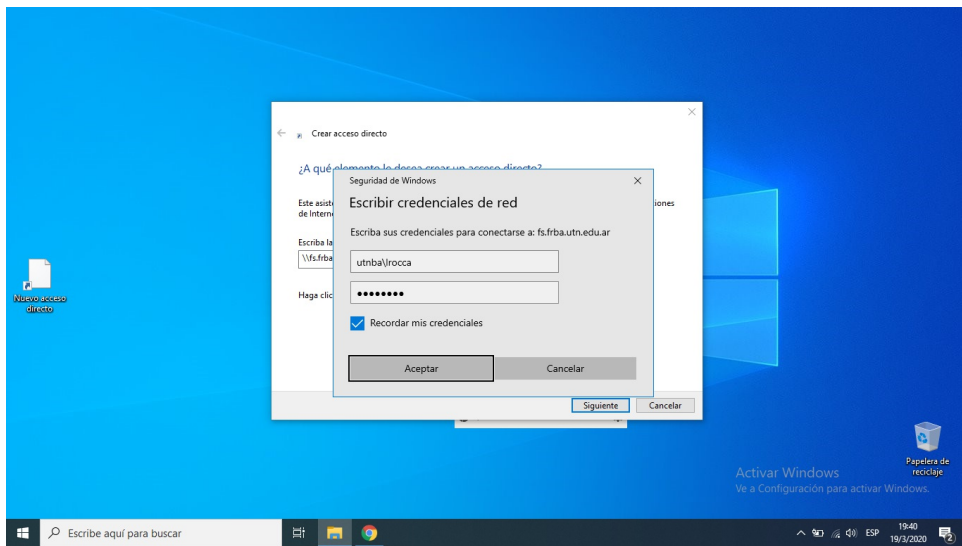 Crear acceso directo
¿A qué elemento le desea crear un acceso directo?
Seguridad de Windows
Este asist
iones
de Intern
Escribir credenciales de red
Escriba sus credenciales para conectarse a: fs.frba.utn.edu.ar
Escriba la
\\fs.frba
utnba\lrocca
Haga clic
Recordar mis credenciales
Aceptar
Cancelar
Siguiente
Cancelar
Nuevo acceso
directo
Papelera de
reciclaje
Activar Windows
Ve a Configuración para activar Windows.
Escribe aquí para buscar
ESP
19:40
19/3/2020
2